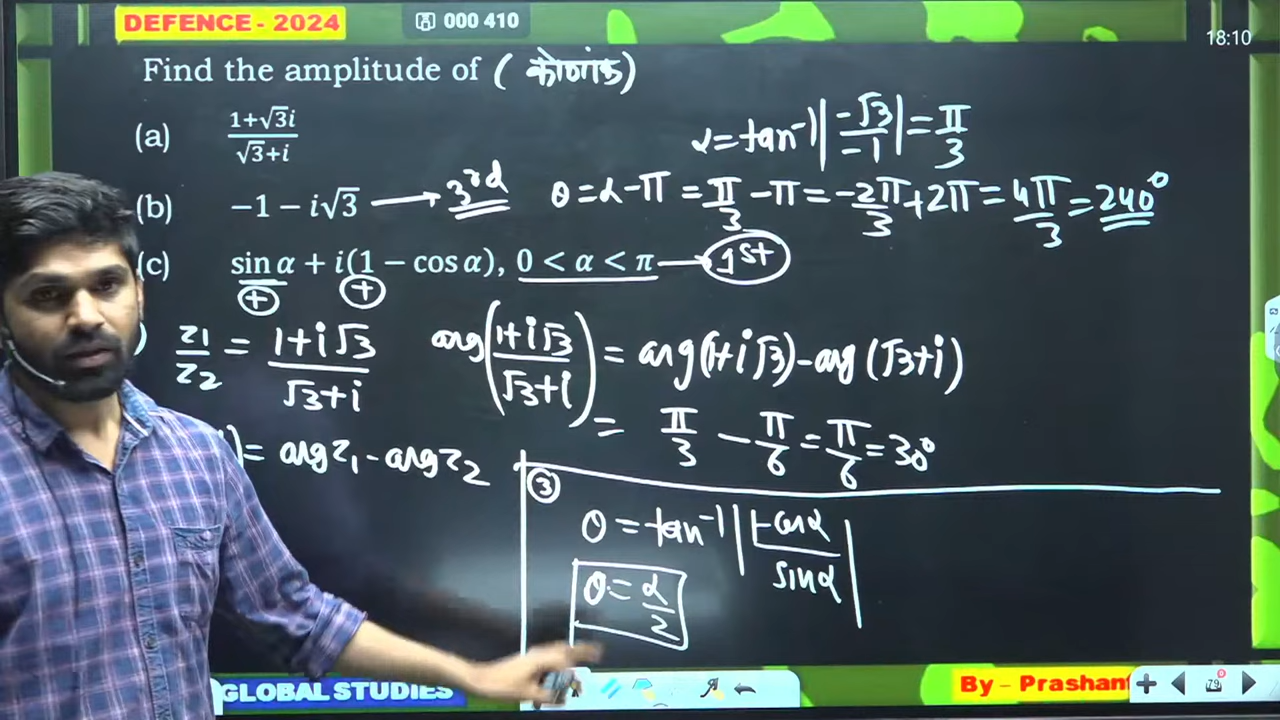 DEFENCE - 2024
000 410
18:10
Find the amplitude of ( कोणांक)
(a) 1+√3i / √3+i
α = tan⁻¹|-√3/-1| = π/3
(b) −1 − i√3 → 3rd θ = α-π = π/3 - π = -2π/3 + 2π = 4π/3 = 240°
(c) sin α + i(1 − cos α), 0 < α < π → 1st
+ +
) z1/z2 = 1+i√3 / √3+i arg(1+i√3 / √3+i) = arg(1+i√3) - arg(√3+i)
= π/3 - π/6 = π/6 = 30°
) = arg z1 - arg z2
3
θ = tan⁻¹|1-cosα / sinα|
θ = α/2
GLOBAL STUDIES
By – Prashant
79